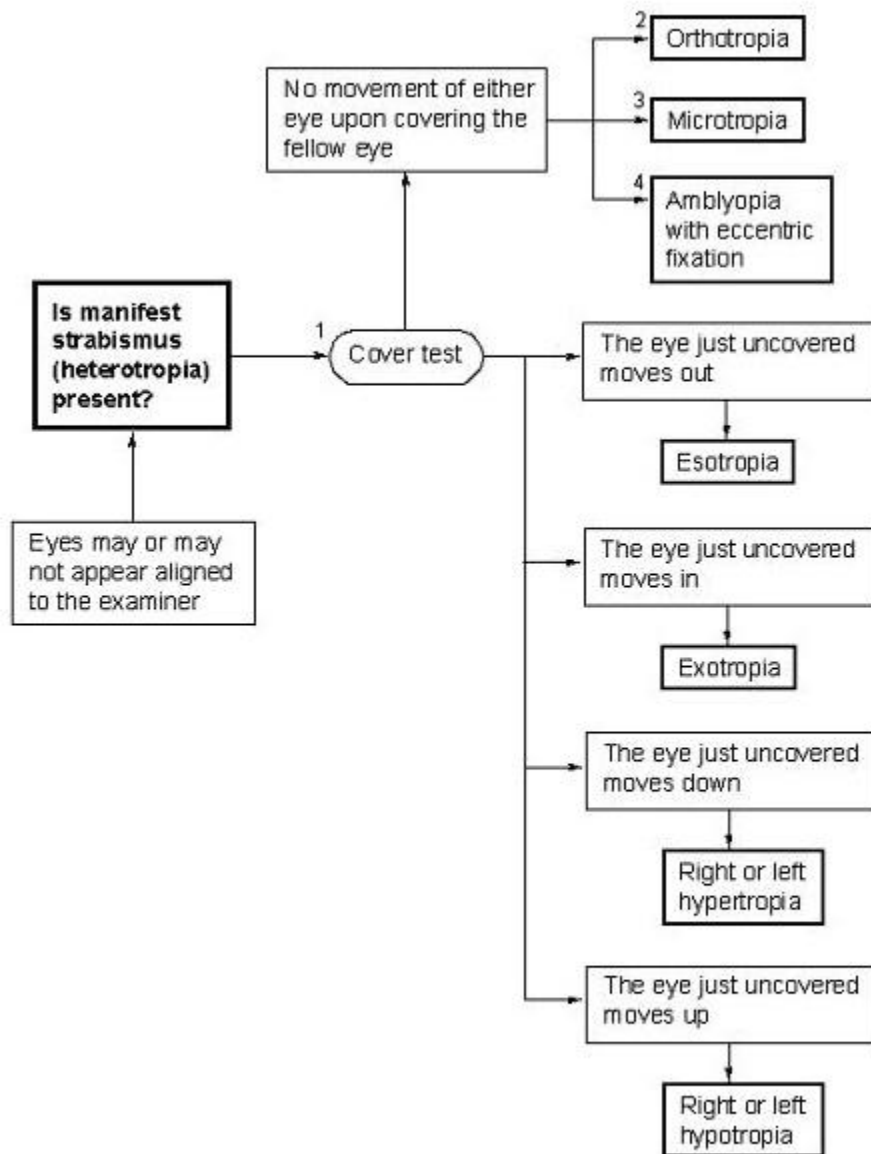 2
Orthotropia
No movement of either
eye upon covering the
fellow eye
3
Microtropia
4
Amblyopia
with eccentric
fixation
Is manifest
strabismus
(heterotropia)
present?
1
Cover test
The eye just uncovered
moves out
Esotropia
Eyes may or may
not appear aligned
to the examiner
The eye just uncovered
moves in
Exotropia
The eye just uncovered
moves down
Right or left
hypertropia
The eye just uncovered
moves up
Right or left
hypotropia